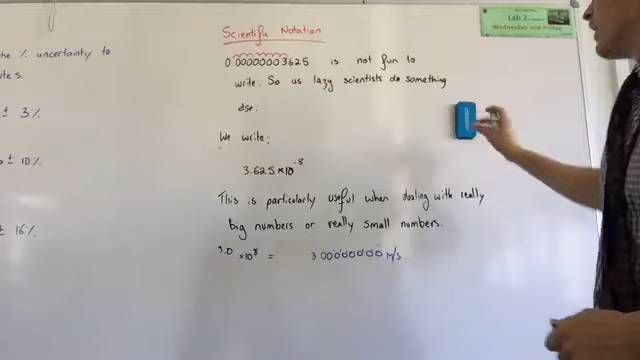 Scientific Notation
0.00000003625 is not fun to
write. So us lazy scientists do something
else.
We write:
3.625 × 10⁻⁸
This is particularly useful when dealing with really
big numbers or really small numbers.
3.0 × 10⁸ = 300000000 m/s
the % uncertainty to
± 3%
± 10%
± 16%
Lab 2
Wednesday and Friday